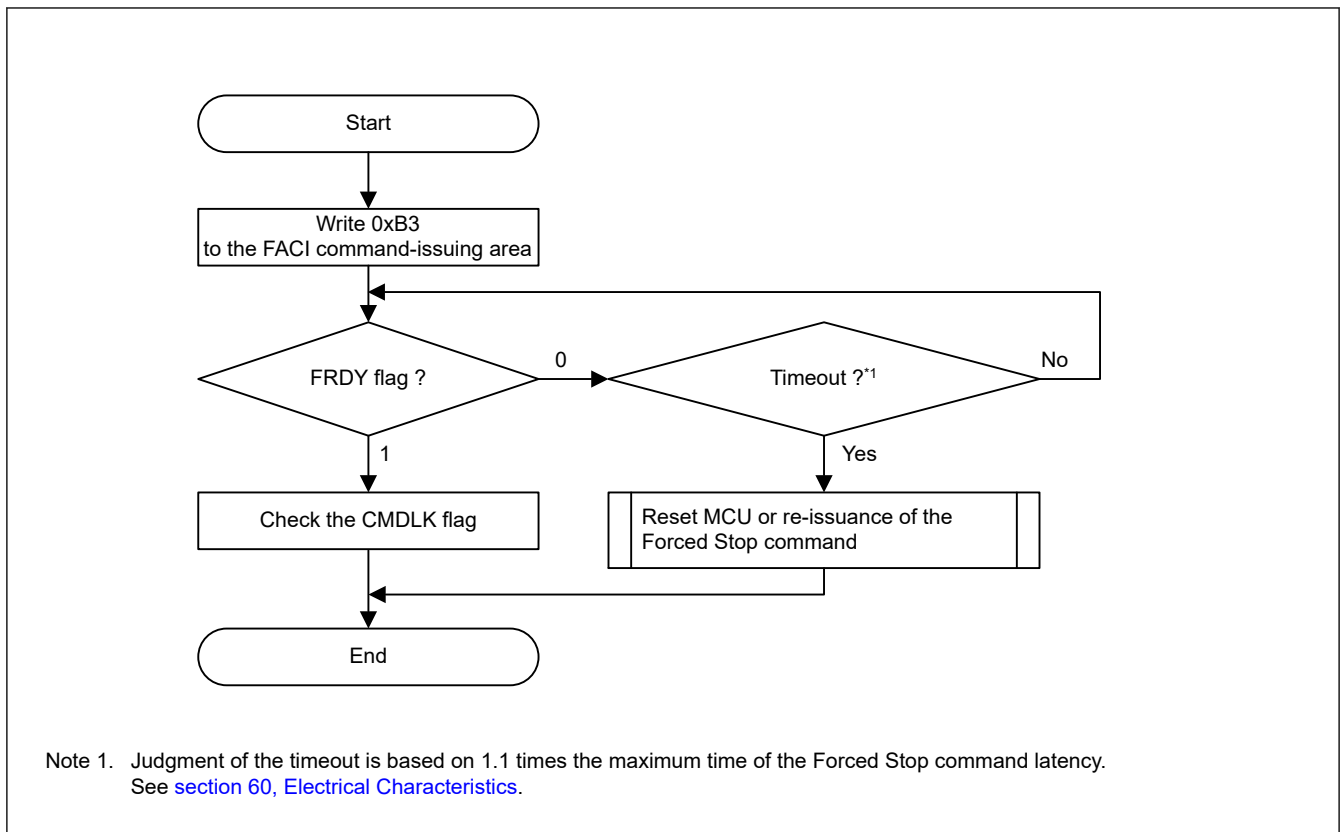 Start
Write 0xB3
to the FACI command-issuing area
FRDY flag ?
0
Timeout ?*1
No
1
Yes
Check the CMDLK flag
Reset MCU or re-issuance of the
Forced Stop command
End
Note 1. Judgment of the timeout is based on 1.1 times the maximum time of the Forced Stop command latency.
See section 60, Electrical Characteristics.